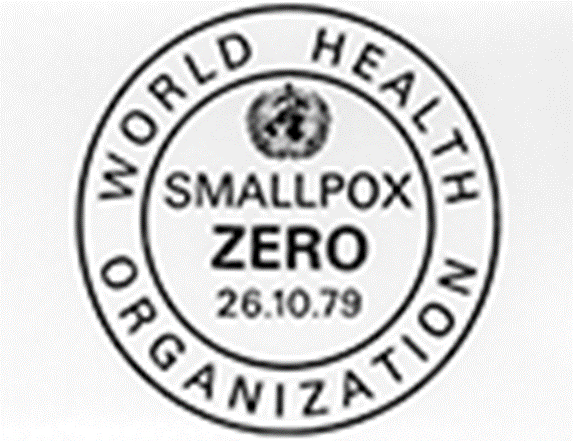 WORLD HEALTH
SMALLPOX
ZERO
26.10.79
ORGANIZATION